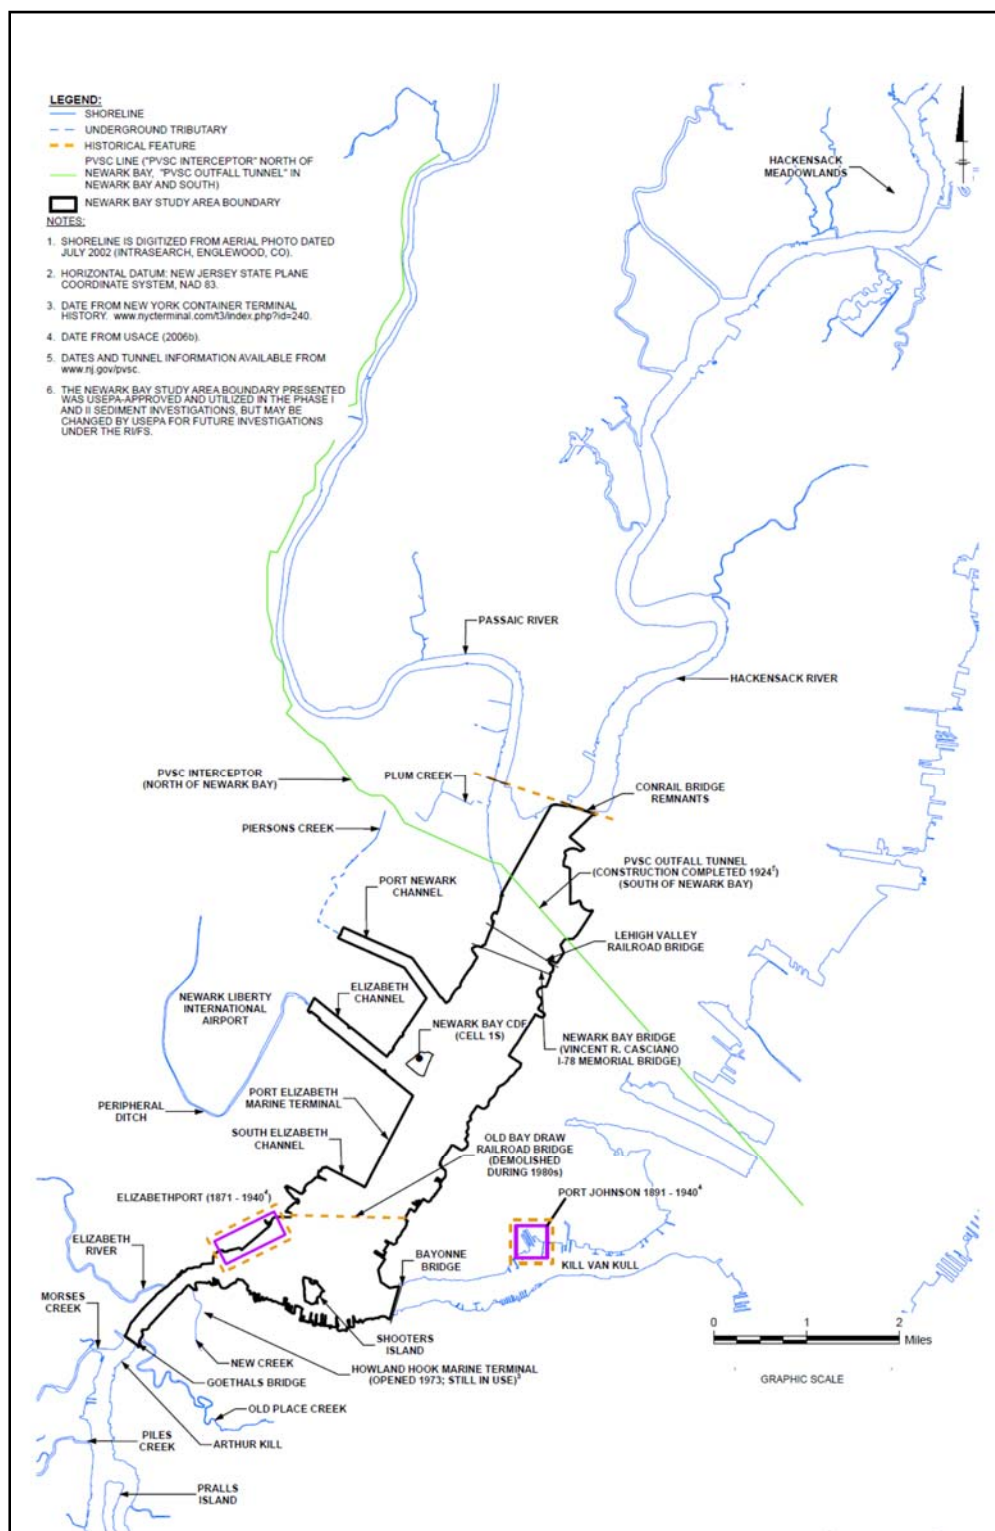 LEGEND:
SHORELINE
UNDERGROUND TRIBUTARY
HISTORICAL FEATURE
PVSC LINE ("PVSC INTERCEPTOR" NORTH OF
NEWARK BAY, "PVSC OUTFALL TUNNEL" IN
NEWARK BAY AND SOUTH)
NEWARK BAY STUDY AREA BOUNDARY
NOTES:
1. SHORELINE IS DIGITIZED FROM AERIAL PHOTO DATED
JULY 2002 (INTRASEARCH, ENGLEWOOD, CO).
2. HORIZONTAL DATUM: NEW JERSEY STATE PLANE
COORDINATE SYSTEM, NAD 83.
3. DATE FROM NEW YORK CONTAINER TERMINAL
HISTORY. www.nycterminal.com/t3/index.php?id=240.
4. DATE FROM USACE (2006b).
5. DATES AND TUNNEL INFORMATION AVAILABLE FROM
www.nj.gov/pvsc.
6. THE NEWARK BAY STUDY AREA BOUNDARY PRESENTED
WAS USEPA-APPROVED AND UTILIZED IN THE PHASE I
AND II SEDIMENT INVESTIGATIONS, BUT MAY BE
CHANGED BY USEPA FOR FUTURE INVESTIGATIONS
UNDER THE RI/FS.
HACKENSACK
MEADOWLANDS
PASSAIC RIVER
HACKENSACK RIVER
PVSC INTERCEPTOR
(NORTH OF NEWARK BAY)
PLUM CREEK
CONRAIL BRIDGE
REMNANTS
PIERSONS CREEK
PVSC OUTFALL TUNNEL
(CONSTRUCTION COMPLETED 1924⁵)
(SOUTH OF NEWARK BAY)
PORT NEWARK
CHANNEL
LEHIGH VALLEY
RAILROAD BRIDGE
ELIZABETH
CHANNEL
NEWARK LIBERTY
INTERNATIONAL
AIRPORT
NEWARK BAY CDF
(CELL 1S)
NEWARK BAY BRIDGE
(VINCENT R. CASCIANO
I-78 MEMORIAL BRIDGE)
PERIPHERAL
DITCH
PORT ELIZABETH
MARINE TERMINAL
SOUTH ELIZABETH
CHANNEL
OLD BAY DRAW
RAILROAD BRIDGE
(DEMOLISHED
DURING 1980s)
ELIZABETHPORT (1871 - 1940⁴)
PORT JOHNSON 1891 - 1940⁴
ELIZABETH
RIVER
BAYONNE
BRIDGE
KILL VAN KULL
MORSES
CREEK
SHOOTERS
ISLAND
NEW CREEK
HOWLAND HOOK MARINE TERMINAL
(OPENED 1973; STILL IN USE)³
GOETHALS BRIDGE
OLD PLACE CREEK
PILES
CREEK
ARTHUR KILL
PRALLS
ISLAND
0 1 2
Miles
GRAPHIC SCALE